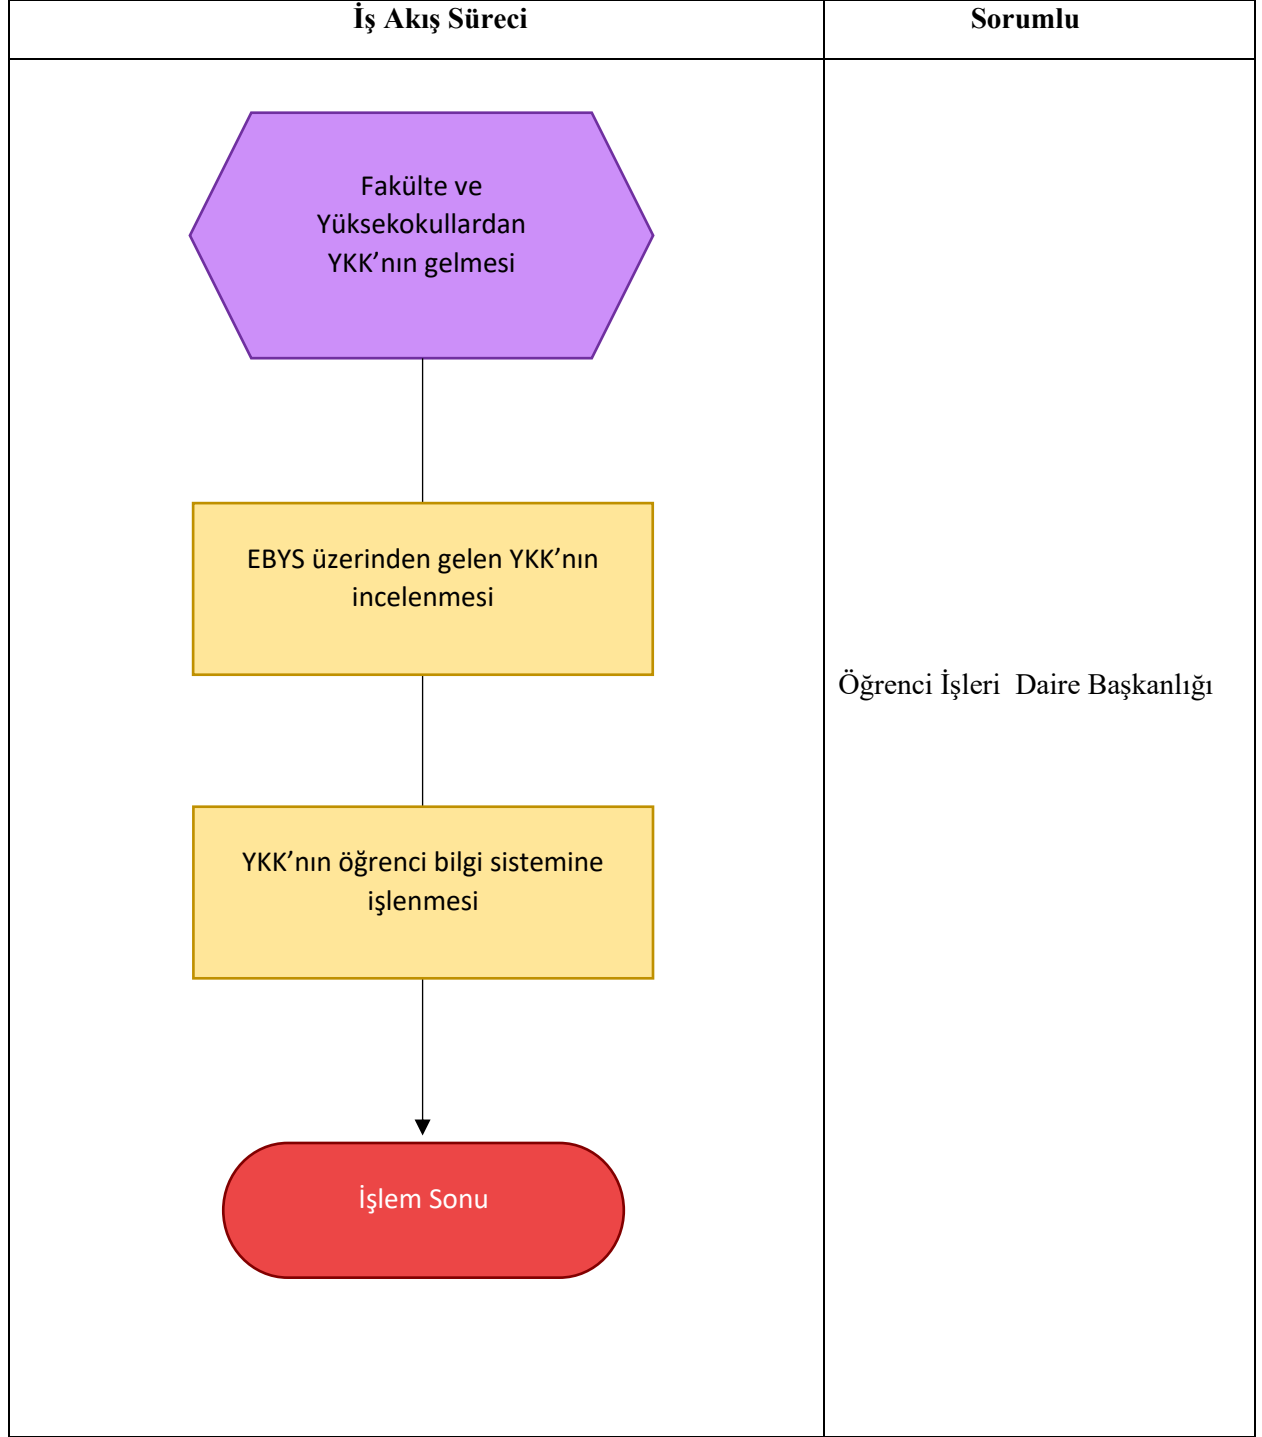 İş Akış Süreci
Sorumlu
Fakülte ve
Yüksekokullardan
YKK’nın gelmesi
EBYS üzerinden gelen YKK’nın
incelenmesi
Öğrenci İşleri  Daire Başkanlığı
YKK’nın öğrenci bilgi sistemine
işlenmesi
İşlem Sonu